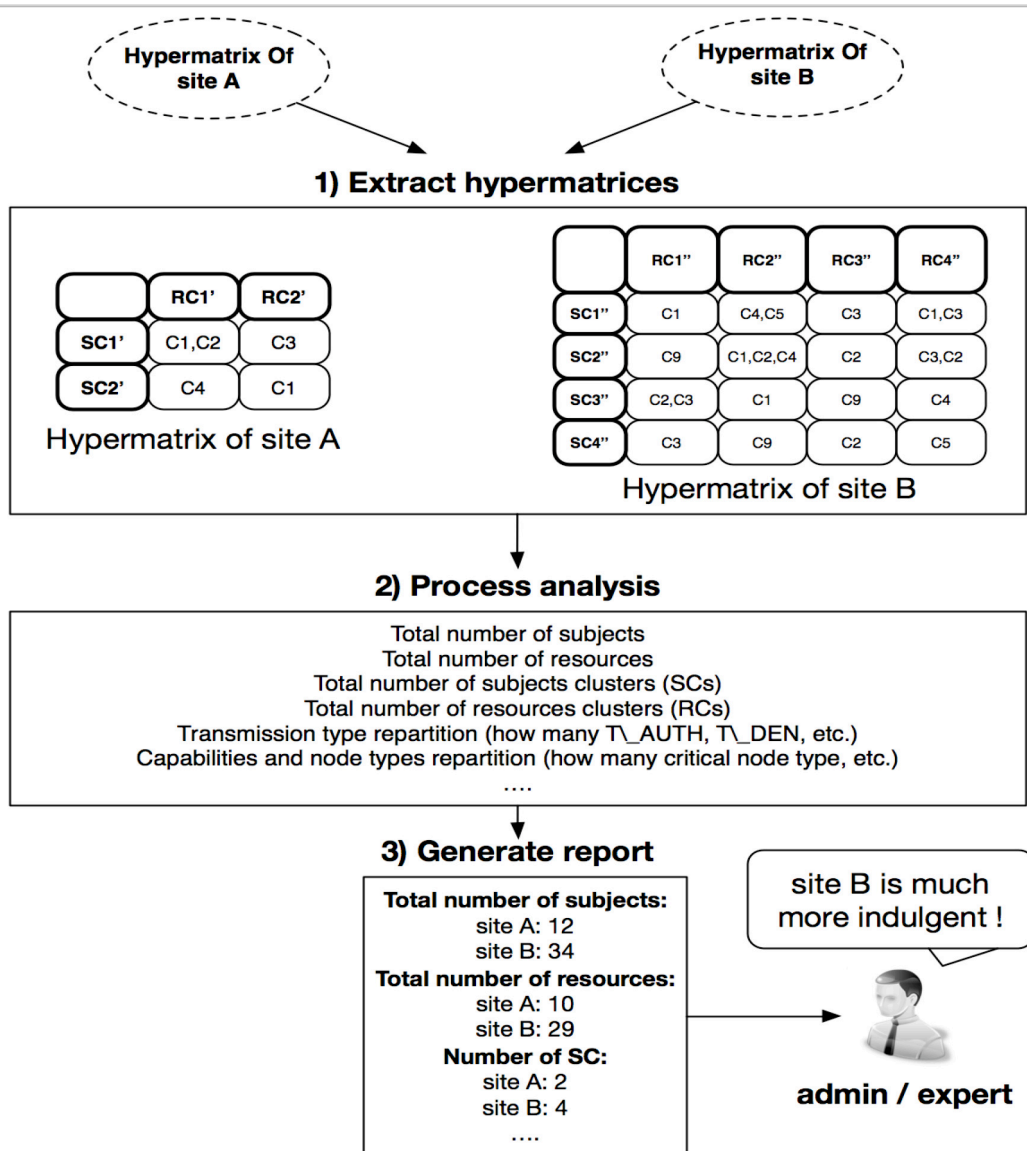 Hypermatrix Of
site A
Hypermatrix Of
site B
1) Extract hypermatrices
RC1’ RC2’
SC1’ C1,C2 C3
SC2’ C4 C1
Hypermatrix of site A
RC1” RC2” RC3” RC4”
SC1” C1 C4,C5 C3 C1,C3
SC2” C9 C1,C2,C4 C2 C3,C2
SC3” C2,C3 C1 C9 C4
SC4” C3 C9 C2 C5
Hypermatrix of site B
2) Process analysis
Total number of subjects
Total number of resources
Total number of subjects clusters (SCs)
Total number of resources clusters (RCs)
Transmission type repartition (how many T\_AUTH, T\_DEN, etc.)
Capabilities and node types repartition (how many critical node type, etc.)
....
3) Generate report
Total number of subjects:
site A: 12
site B: 34
Total number of resources:
site A: 10
site B: 29
Number of SC:
site A: 2
site B: 4
....
site B is much
more indulgent !
admin / expert